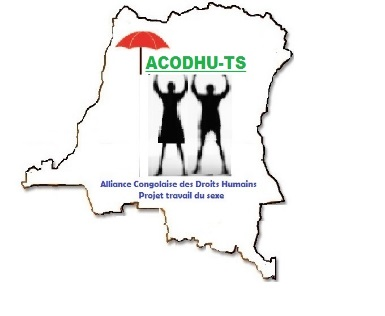 ACODHU-TS
Alliance Congolaise des Droits Humains
Projet travail du sexe